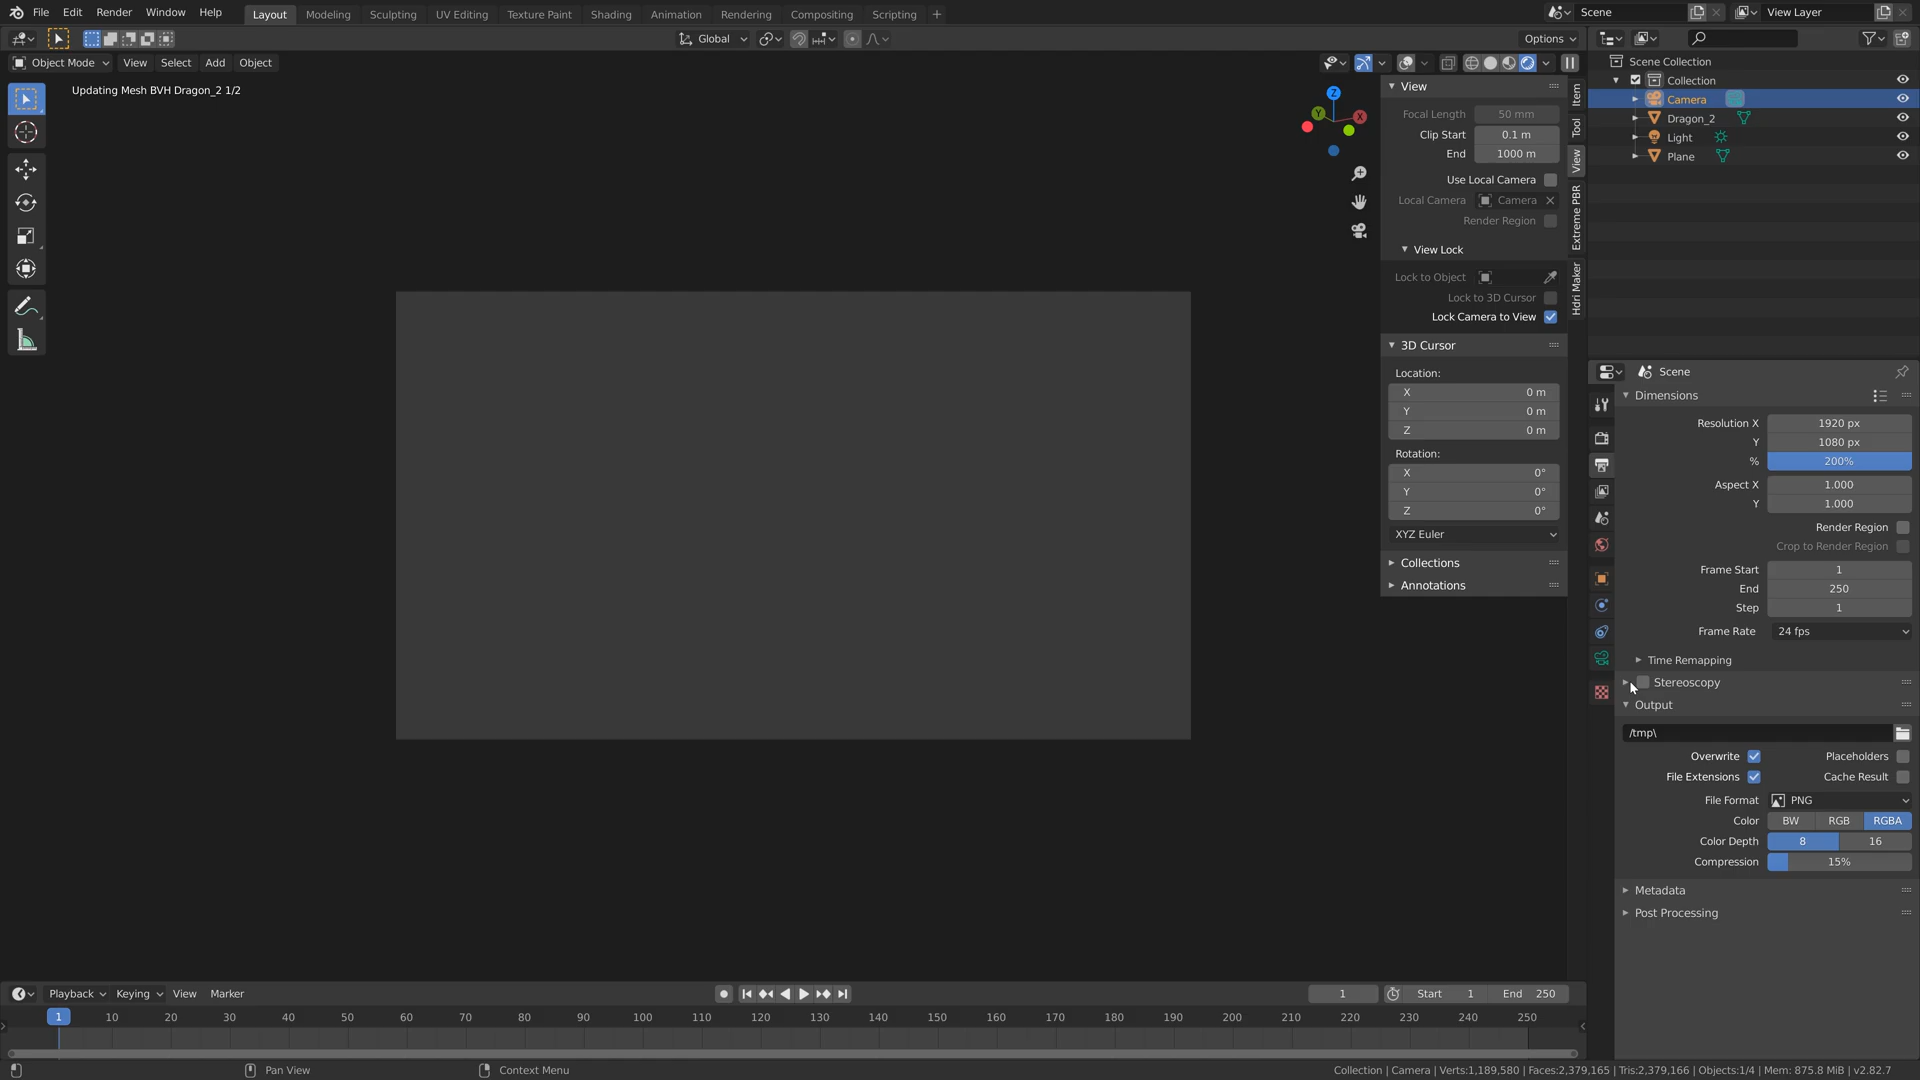 File Edit Render Window Help Layout Modeling Sculpting UV Editing Texture Paint Shading Animation Rendering Compositing Scripting + Scene View Layer
Global Options
Object Mode View Select Add Object
Updating Mesh BVH Dragon_2 1/2
Z
Y
X
View
Focal Length 50 mm
Clip Start 0.1 m
End 1000 m
Use Local Camera
Local Camera Camera
Render Region
View Lock
Lock to Object
Lock to 3D Cursor
Lock Camera to View
3D Cursor
Location:
X 0 m
Y 0 m
Z 0 m
Rotation:
X 0°
Y 0°
Z 0°
XYZ Euler
Collections
Annotations
Item
Tool
View
Extreme PBR
Hdri Maker
Scene Collection
Collection
Camera
Dragon_2
Light
Plane
Scene
Dimensions
Resolution X 1920 px
Y 1080 px
% 200%
Aspect X 1.000
Y 1.000
Render Region
Crop to Render Region
Frame Start 1
End 250
Step 1
Frame Rate 24 fps
Time Remapping
Stereoscopy
Output
/tmp\
Overwrite Placeholders
File Extensions Cache Result
File Format PNG
Color BW RGB RGBA
Color Depth 8 16
Compression 15%
Metadata
Post Processing
Playback Keying View Marker 1 Start 1 End 250
1 10 20 30 40 50 60 70 80 90 100 110 120 130 140 150 160 170 180 190 200 210 220 230 240 250
Pan View Context Menu Collection | Camera | Verts:1,189,580 | Faces:2,379,165 | Tris:2,379,166 | Objects:1/4 | Mem: 875.8 MiB | v2.82.7